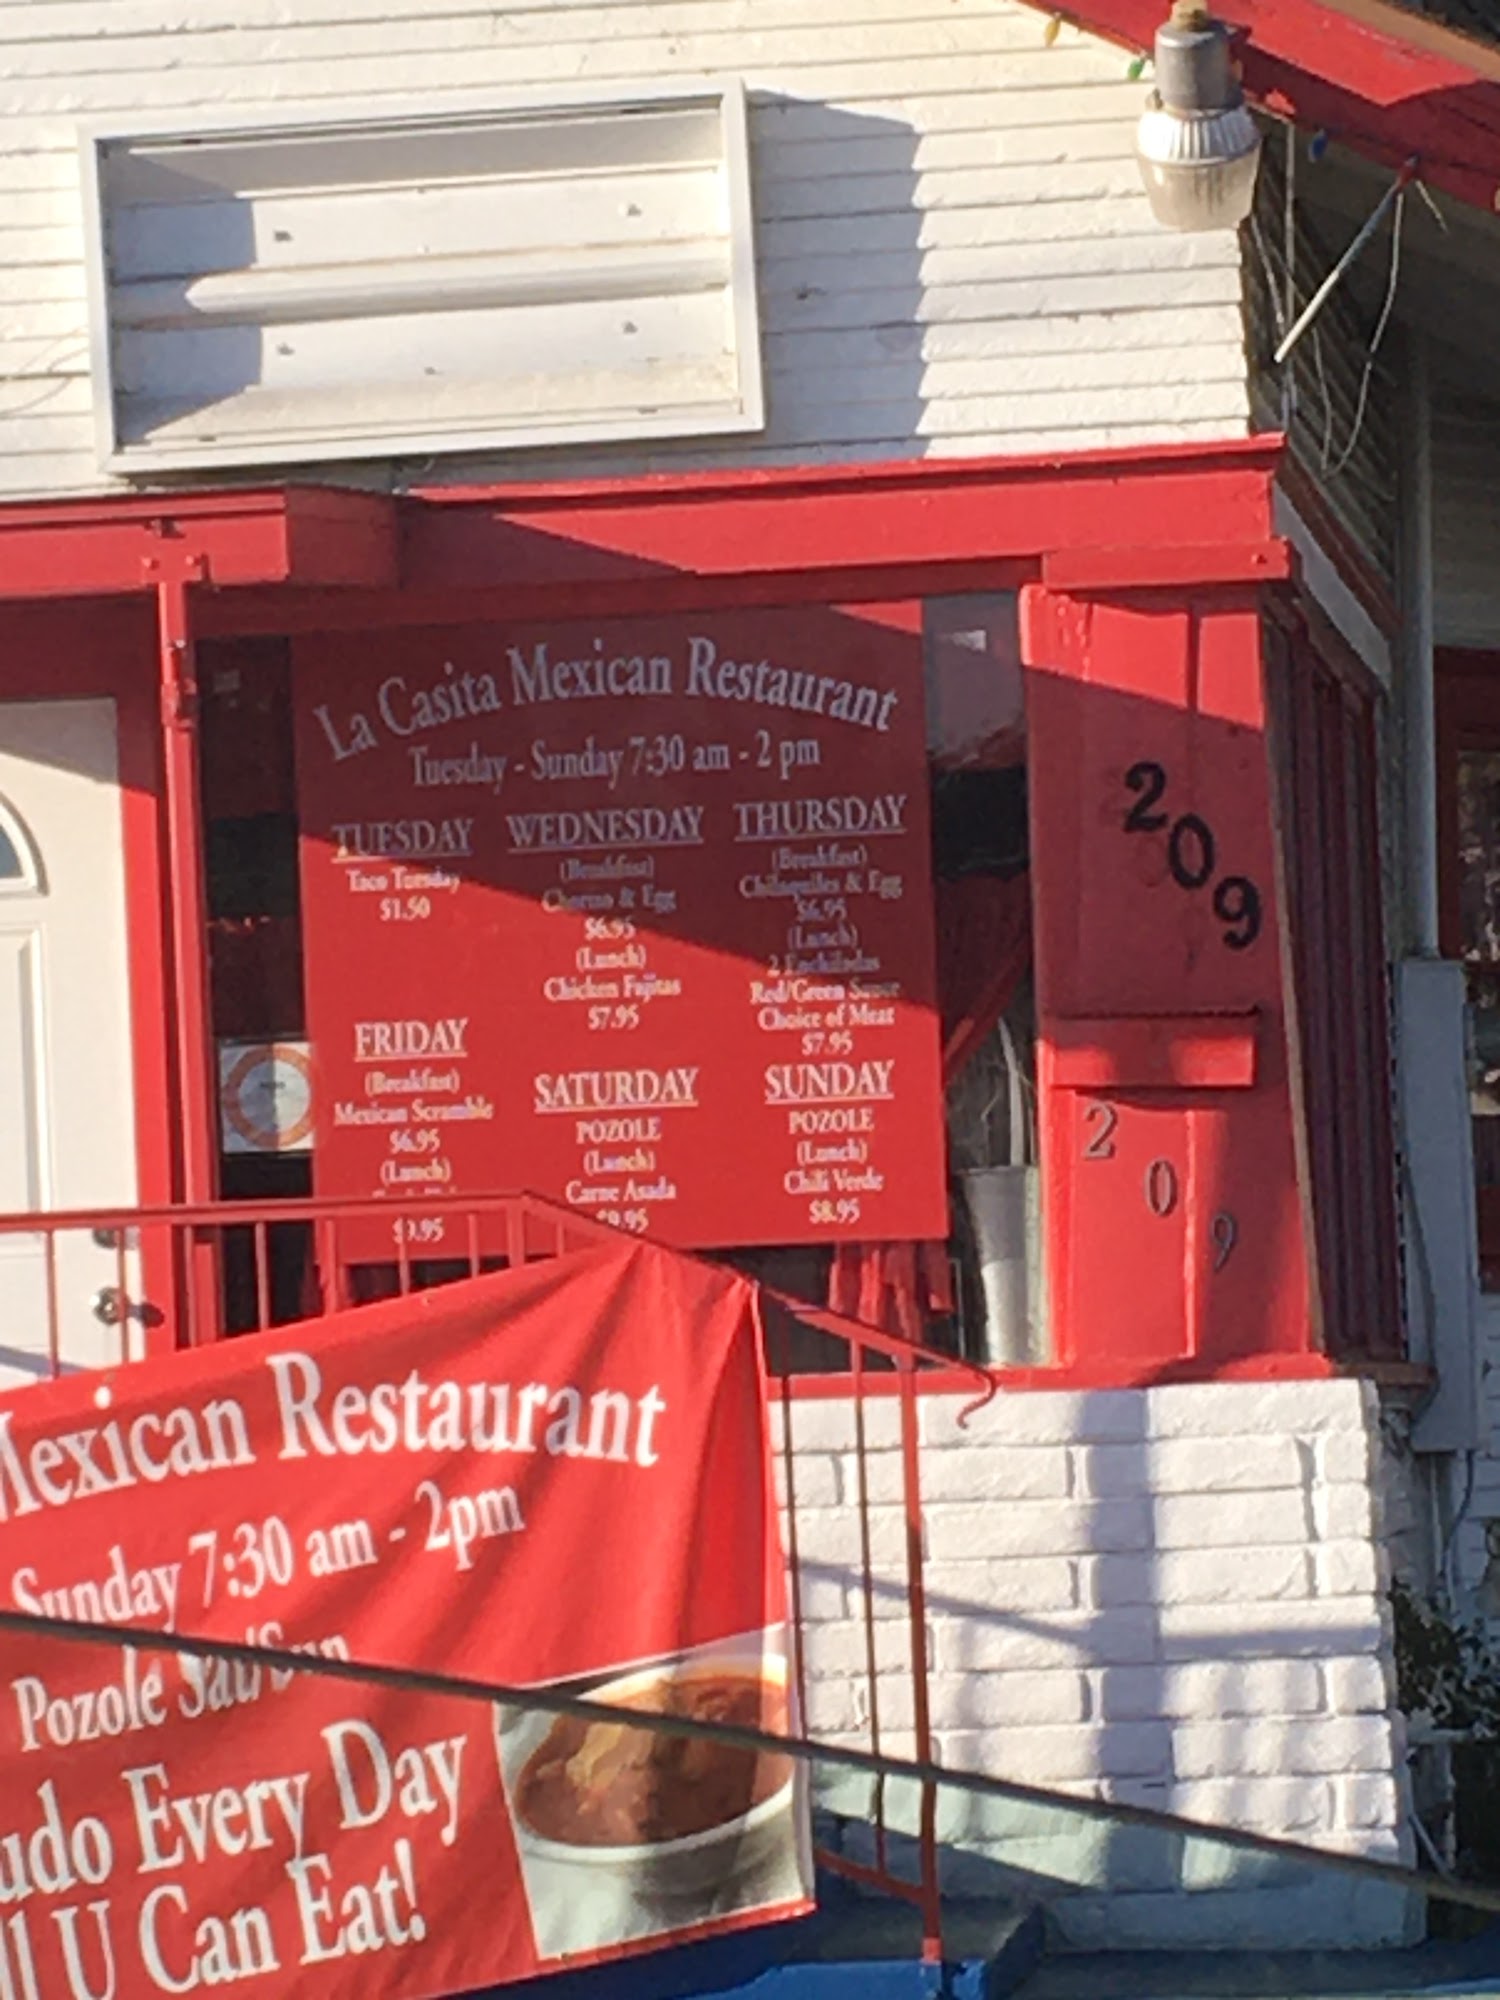 La Casita Mexican Restaurant
Tuesday - Sunday 7:30 am - 2 pm
TUESDAY
Taco Tuesday
$1.50
WEDNESDAY
(Breakfast)
Chorizo & Egg
$6.95
(Lunch)
Chicken Fajitas
$7.95
THURSDAY
(Breakfast)
Chilaquiles & Egg
$6.95
(Lunch)
2 Enchiladas
Red/Green Sauce
Choice of Meat
$7.95
FRIDAY
(Breakfast)
Mexican Scramble
$6.95
(Lunch)
SATURDAY
POZOLE
(Lunch)
Carne Asada
SUNDAY
POZOLE
(Lunch)
Chili Verde
$8.95
209
209
Mexican Restaurant
Sunday 7:30 am - 2pm
Pozole Sat/Sun
udo Every Day
ll U Can Eat!